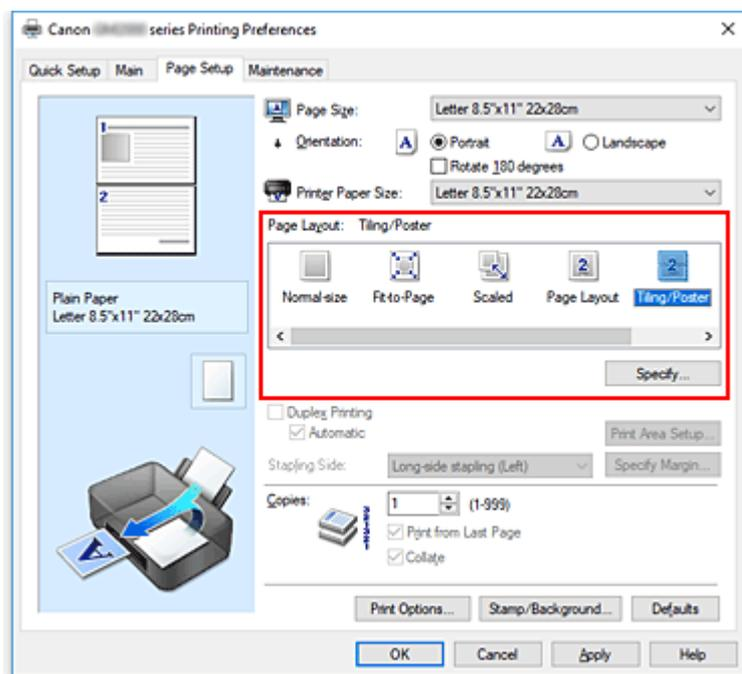 Canon series Printing Preferences
Quick Setup Main Page Setup Maintenance
1
2
Plain Paper
Letter 8.5"x11" 22x28cm
Page Size: Letter 8.5"x11" 22x28cm
Orientation: A Portrait A Landscape
Rotate 180 degrees
Printer Paper Size: Letter 8.5"x11" 22x28cm
Page Layout: Tiling/Poster
2 2
Normal-size Fit-to-Page Scaled Page Layout Tiling/Poster
Specify...
Duplex Printing
Automatic Print Area Setup...
Stapling Side: Long-side stapling (Left) Specify Margin...
Copies: 1 (1-999)
Print from Last Page
Collate
A
Print Options... Stamp/Background... Defaults
OK Cancel Apply Help